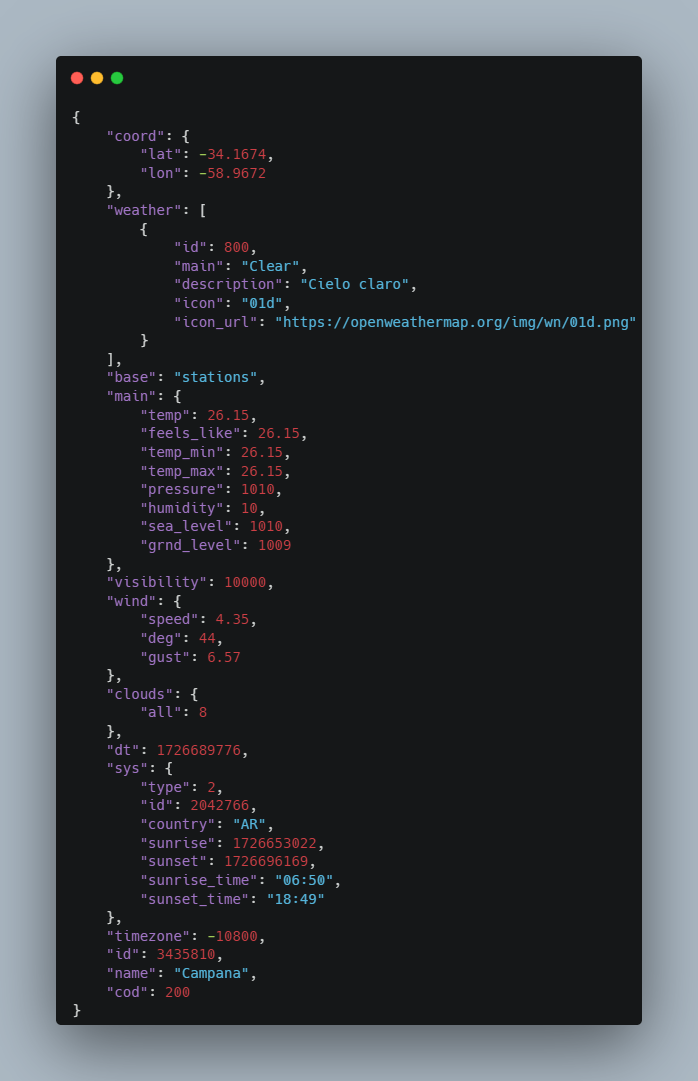 {
    "coord": {
        "lat": -34.1674,
        "lon": -58.9672
    },
    "weather": [
        {
            "id": 800,
            "main": "Clear",
            "description": "Cielo claro",
            "icon": "01d",
            "icon_url": "https://openweathermap.org/img/wn/01d.png"
        }
    ],
    "base": "stations",
    "main": {
        "temp": 26.15,
        "feels_like": 26.15,
        "temp_min": 26.15,
        "temp_max": 26.15,
        "pressure": 1010,
        "humidity": 10,
        "sea_level": 1010,
        "grnd_level": 1009
    },
    "visibility": 10000,
    "wind": {
        "speed": 4.35,
        "deg": 44,
        "gust": 6.57
    },
    "clouds": {
        "all": 8
    },
    "dt": 1726689776,
    "sys": {
        "type": 2,
        "id": 2042766,
        "country": "AR",
        "sunrise": 1726653022,
        "sunset": 1726696169,
        "sunrise_time": "06:50",
        "sunset_time": "18:49"
    },
    "timezone": -10800,
    "id": 3435810,
    "name": "Campana",
    "cod": 200
}